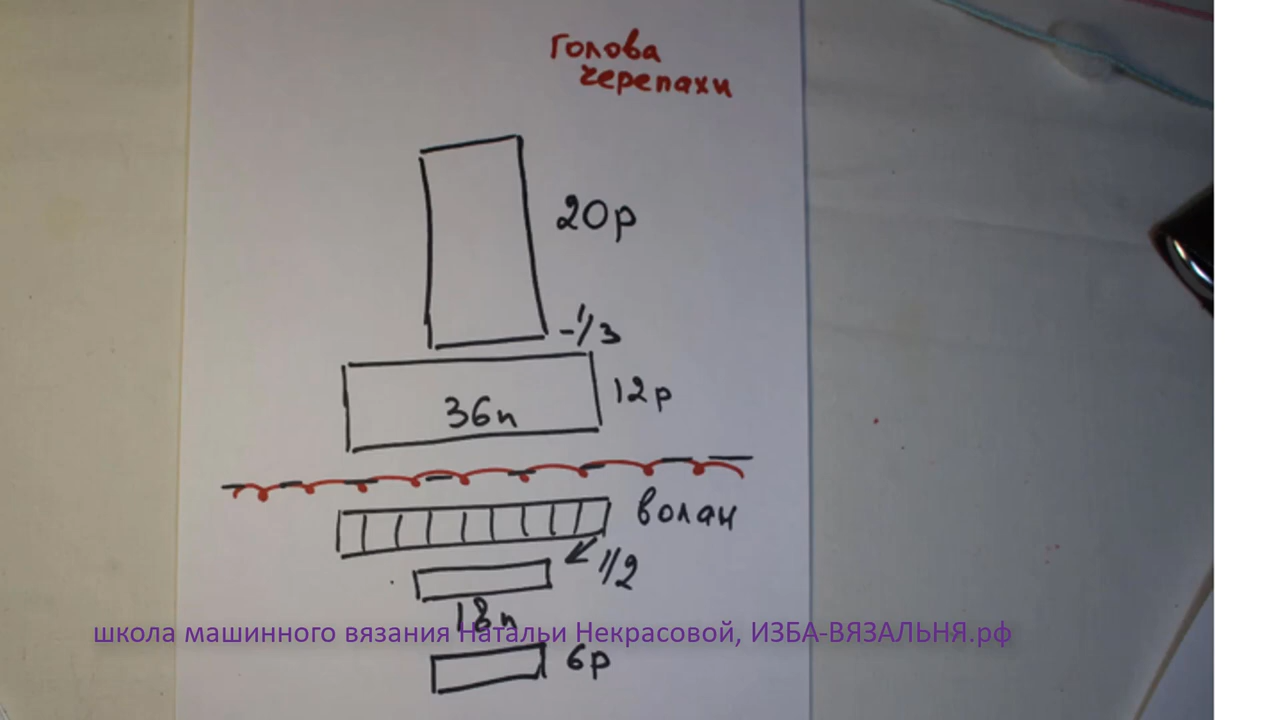 Голова
черепахи
20р
-1/3
12р
36п
волан
1/2
18п
школа машинного вязания Натальи Некрасовой, ИЗБА-ВЯЗАЛЬНЯ.рф
6р